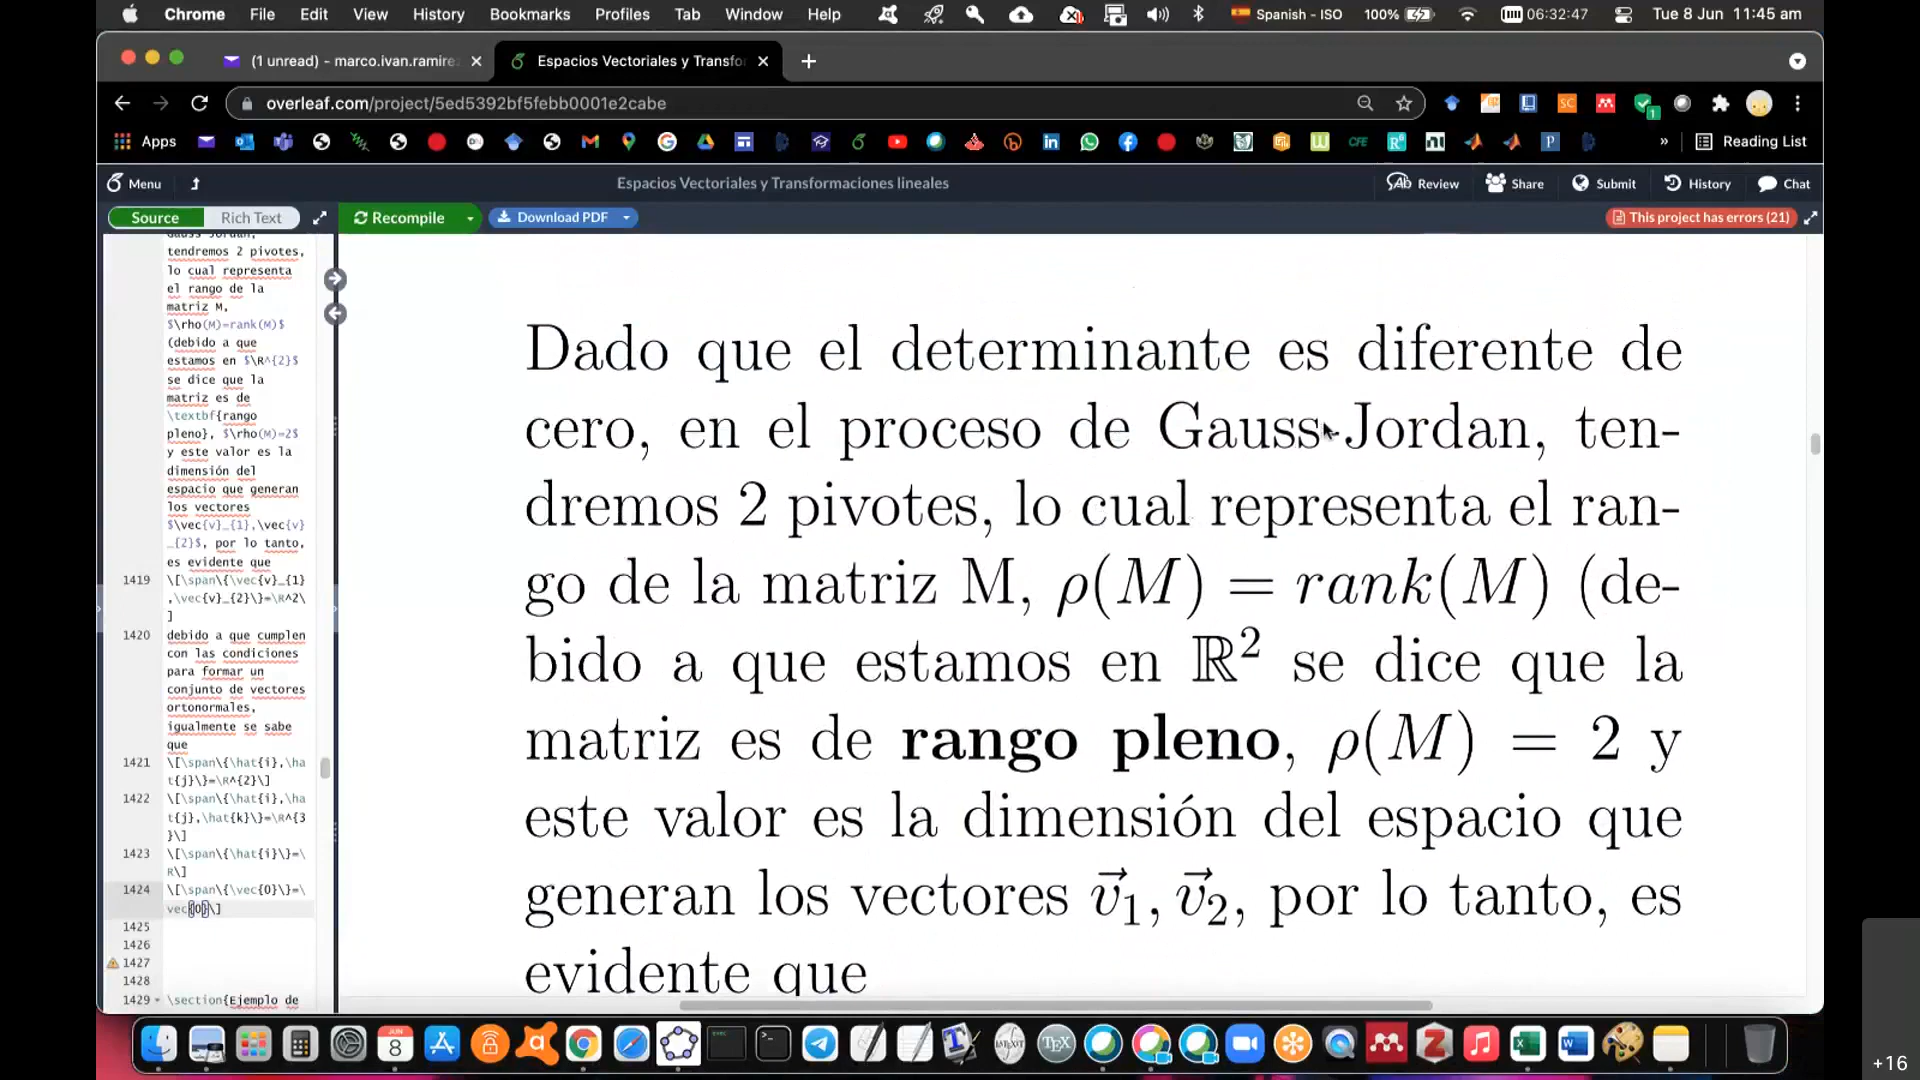 Chrome File Edit View History Bookmarks Profiles Tab Window Help Spanish - ISO 100% 06:32:47 Tue 8 Jun 11:45 am
(1 unread) - marco.ivan.ramire
Espacios Vectoriales y Transfo
overleaf.com/project/5ed5392bf5febb0001e2cabe
Apps
Reading List
Menu
Espacios Vectoriales y Transformaciones lineales
Review Share Submit History Chat
Source Rich Text Recompile Download PDF
This project has errors (21)
Gauss-Jordan,
tendremos 2 pivotes,
lo cual representa
el rango de la
matriz M,
$\rho(M)=rank(M)$
(debido a que
estamos en $\R^{2}$
se dice que la
matriz es de
\textbf{rango
pleno}, $\rho(M)=2$
y este valor es la
dimensión del
espacio que generan
los vectores
$\vec{v}_{1},\vec{v}
_{2}$, por lo tanto,
es evidente que
1419 \[\span\{\vec{v}_{1}
,\vec{v}_{2}\}=\R^2\
]
1420 debido a que cumplen
con las condiciones
para formar un
conjunto de vectores
ortonormales,
igualmente se sabe
que
1421 \[\span\{\hat{i},\ha
t{j}\}=\R^{2}\]
1422 \[\span\{\hat{i},\ha
t{j},\hat{k}\}=\R^{3
}\]
1423 \[\span\{\hat{i}\}=\
R\]
1424 \[\span\{\vec{0}\}=\
vec{0}\]
1425
1426
1427
1428
1429 \section{Ejemplo de
Dado que el determinante es diferente de
cero, en el proceso de Gauss-Jordan, ten-
dremos 2 pivotes, lo cual representa el ran-
go de la matriz M, ρ(M) = rank(M) (de-
bido a que estamos en ℝ² se dice que la
matriz es de rango pleno, ρ(M) = 2 y
este valor es la dimensión del espacio que
generan los vectores v⃗₁, v⃗₂, por lo tanto, es
evidente que
+16